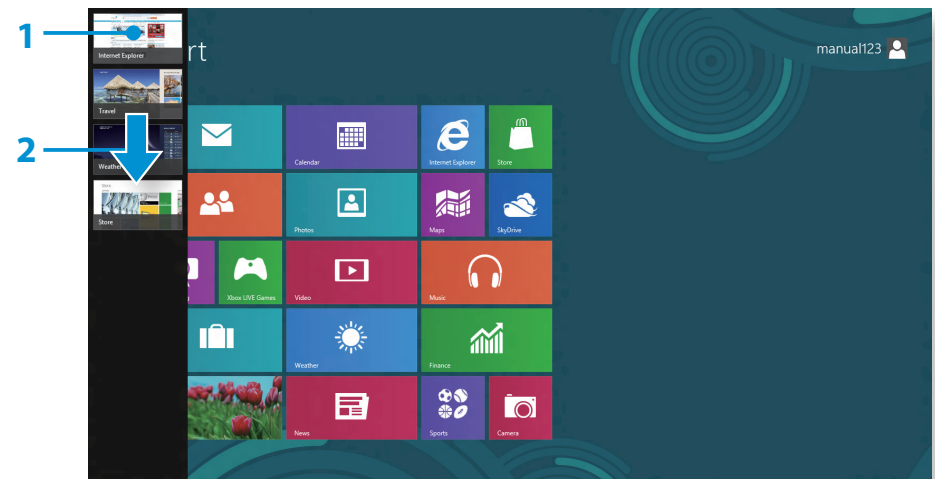 1
Internet Explorer
rt
manual123
Travel
2
Weather
Store
Store
Calendar
Internet Explorer
Store
Photos
Maps
SkyDrive
g
Xbox LIVE Games
Video
Music
Weather
Finance
News
Sports
Camera